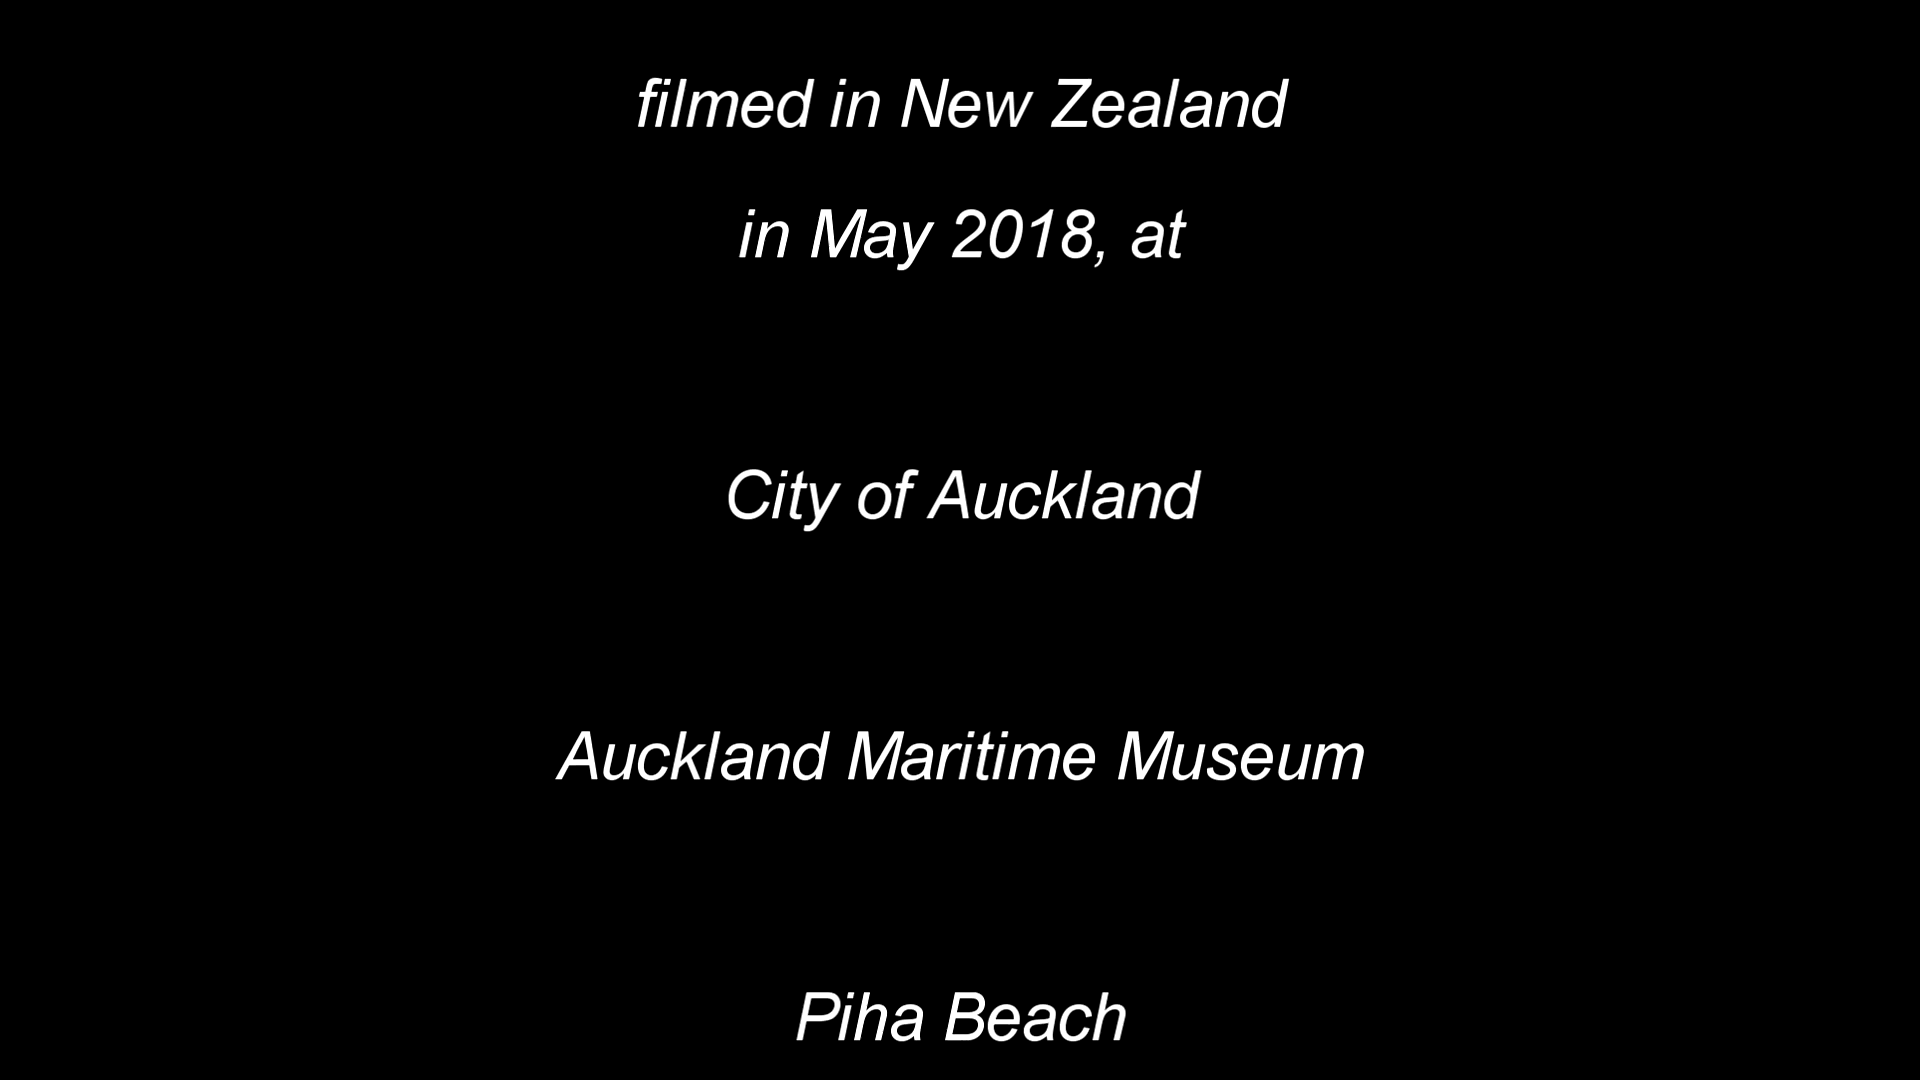 filmed in New Zealand
in May 2018, at
City of Auckland
Auckland Maritime Museum
Piha Beach